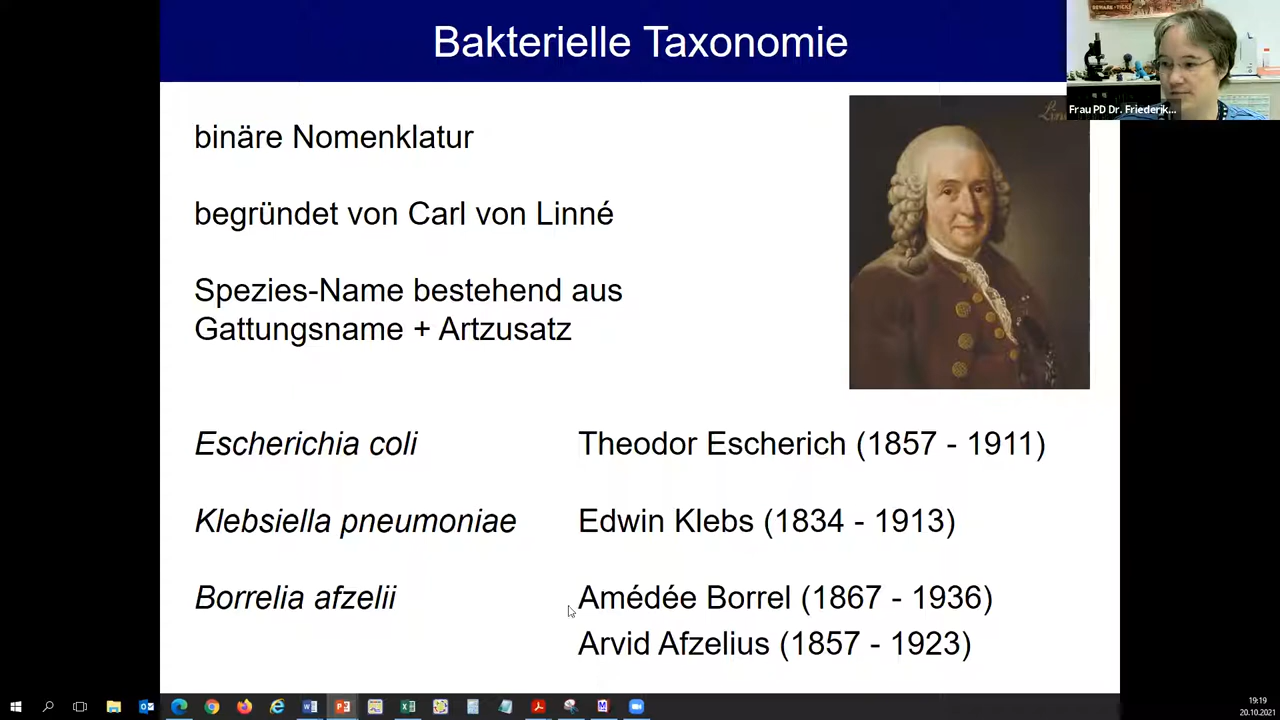 Bakterielle Taxonomie
Frau PD Dr. Friederik...
binäre Nomenklatur
begründet von Carl von Linné
Spezies-Name bestehend aus
Gattungsname + Artzusatz
Escherichia coli
Theodor Escherich (1857 - 1911)
Klebsiella pneumoniae
Edwin Klebs (1834 - 1913)
Borrelia afzelii
Amédée Borrel (1867 - 1936)
Arvid Afzelius (1857 - 1923)
19:19
20.10.2021